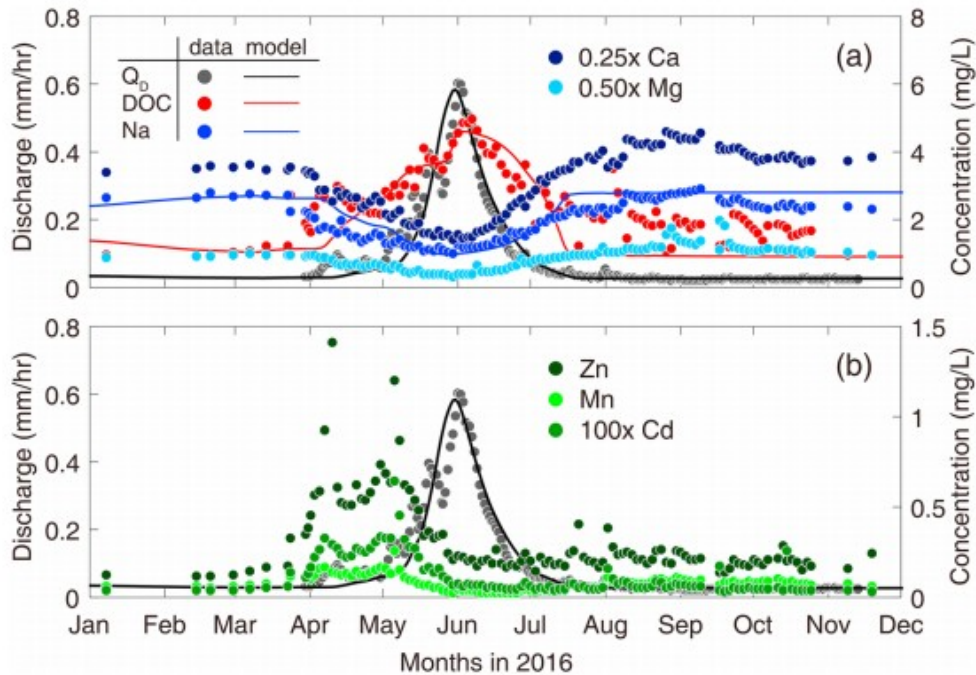 0.8
8
data model
0.25x Ca
(a)
Q_D
0.50x Mg
0.6
6
DOC
Na
0.4
4
0.2
2
0
0
Discharge (mm/hr)
Concentration (mg/L)
0.8
1.5
Zn
(b)
Mn
0.6
100x Cd
1
0.4
0.5
0.2
0
0
Discharge (mm/hr)
Concentration (mg/L)
Jan Feb Mar Apr May Jun Jul Aug Sep Oct Nov Dec
Months in 2016